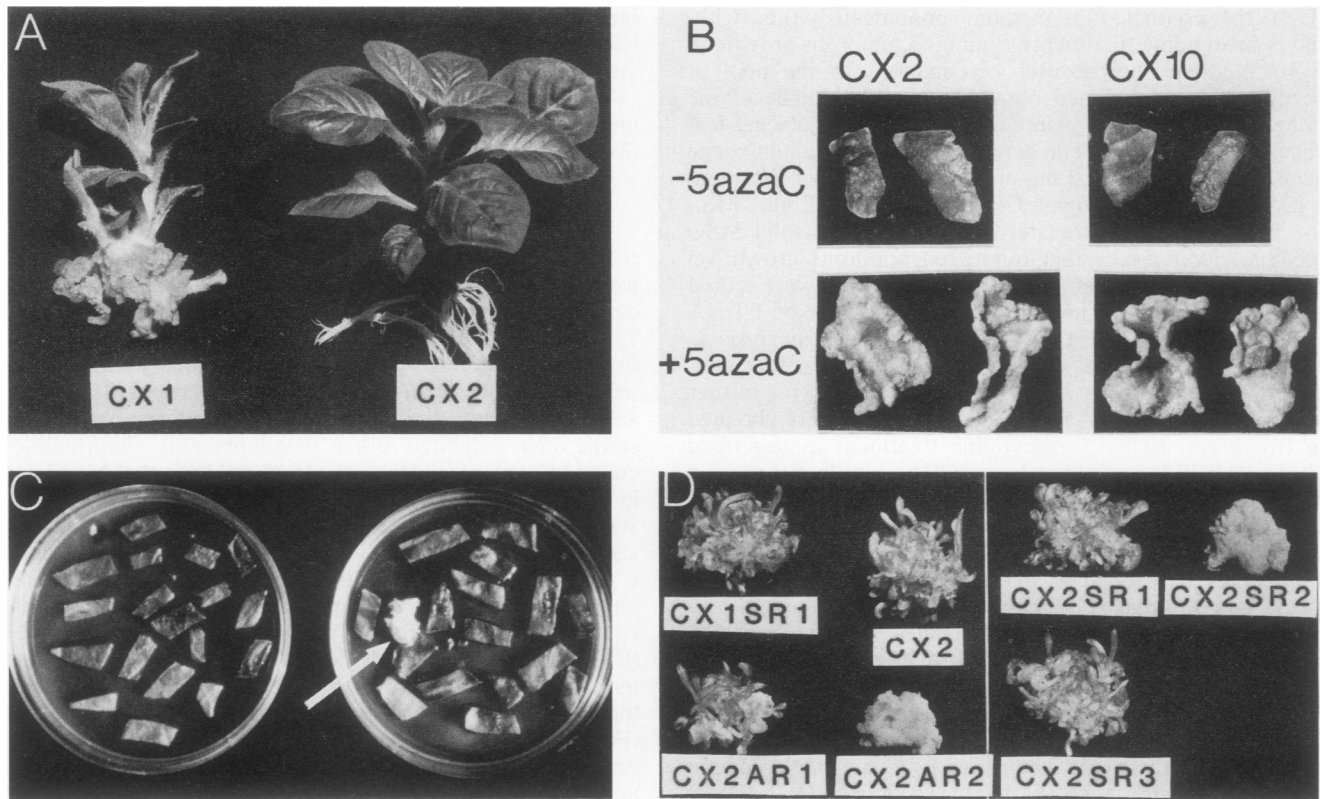 A
CX1
CX2
B
CX2 CX10
-5azaC
+5azaC
C
D
CX1SR1
CX2
CX2AR1
CX2AR2
CX2SR1
CX2SR2
CX2SR3